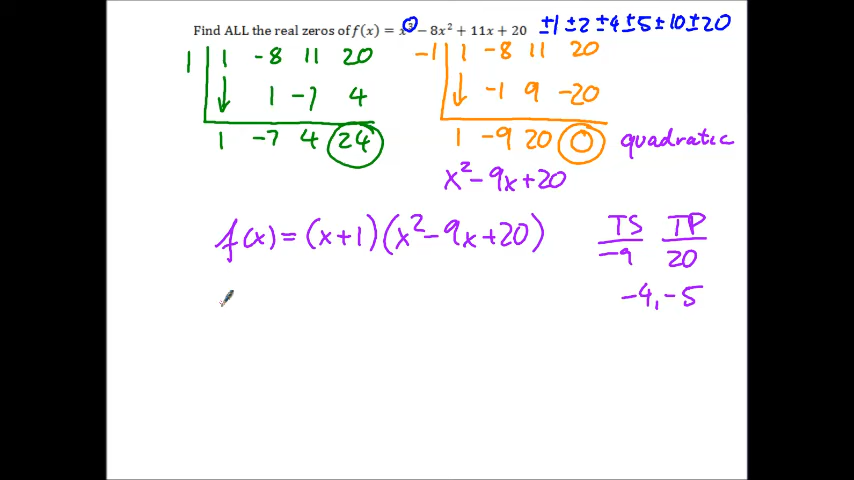 Find ALL the real zeros of f(x) = x³ − 8x² + 11x + 20 ±1 ±2 ±4 ±5 ±10 ±20
1 | 1 -8 11 20
↓ 1 -7 4
1 -7 4 24
-1 | 1 -8 11 20
↓ -1 9 -20
1 -9 20 0 quadratic
x² - 9x + 20
f(x) = (x+1)(x² - 9x + 20)
TS TP
-9 20
-4, -5